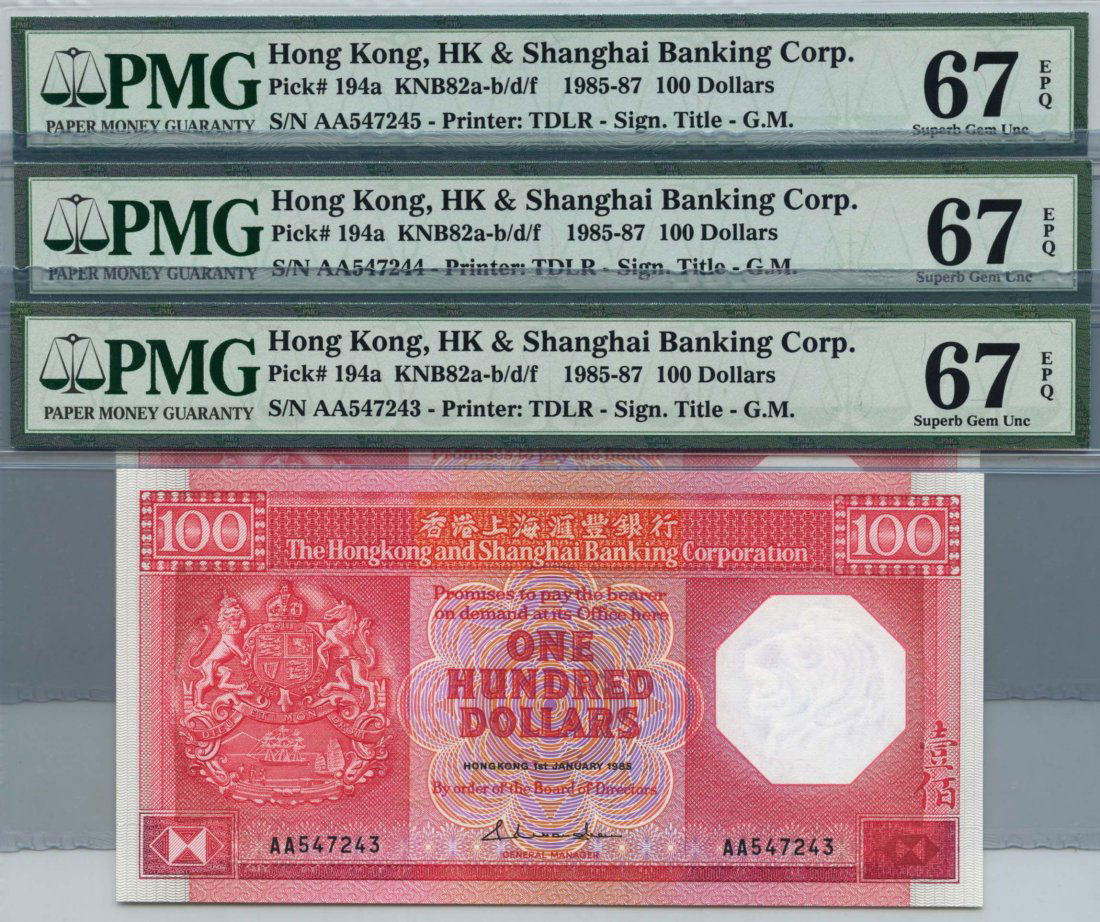 PMG
PAPER MONEY GUARANTY
Hong Kong, HK & Shanghai Banking Corp.
Pick# 194a KNB82a-b/d/f 1985-87 100 Dollars
S/N AA547245 - Printer: TDLR - Sign. Title - G.M.
67
EPQ
Superb Gem Unc
PMG
PAPER MONEY GUARANTY
Hong Kong, HK & Shanghai Banking Corp.
Pick# 194a KNB82a-b/d/f 1985-87 100 Dollars
S/N AA547244 - Printer: TDLR - Sign. Title - G.M.
67
EPQ
Superb Gem Unc
PMG
PAPER MONEY GUARANTY
Hong Kong, HK & Shanghai Banking Corp.
Pick# 194a KNB82a-b/d/f 1985-87 100 Dollars
S/N AA547243 - Printer: TDLR - Sign. Title - G.M.
67
EPQ
Superb Gem Unc
Promises to pay the bearer
100
香港上海滙豐銀行
100
The Hongkong and Shanghai Banking Corporation
Promises to pay the bearer
on demand at its Office here
ONE
HUNDRED
DOLLARS
HONGKONG 1st JANUARY 1985
By order of the Board of Directors
壹佰
AA547243
AA547243
GENERAL MANAGER